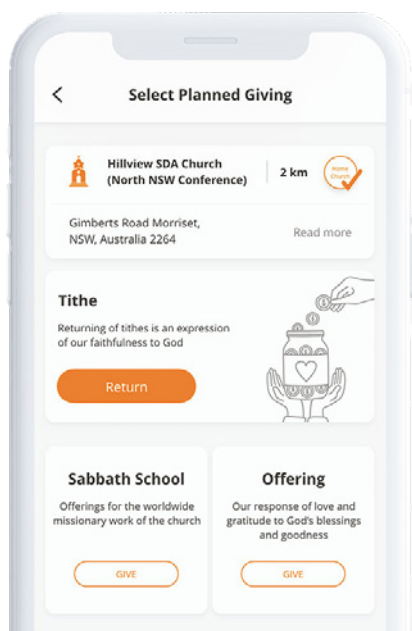 Select Planned Giving
Hillview SDA Church
(North NSW Conference)
2 km
Home
Church
Gimberts Road Morriset,
NSW, Australia 2264
Read more
Tithe
Returning of tithes is an expression
of our faithfulness to God
Return
Sabbath School
Offerings for the worldwide
missionary work of the church
GIVE
Offering
Our response of love and
gratitude to God's blessings
and goodness
GIVE